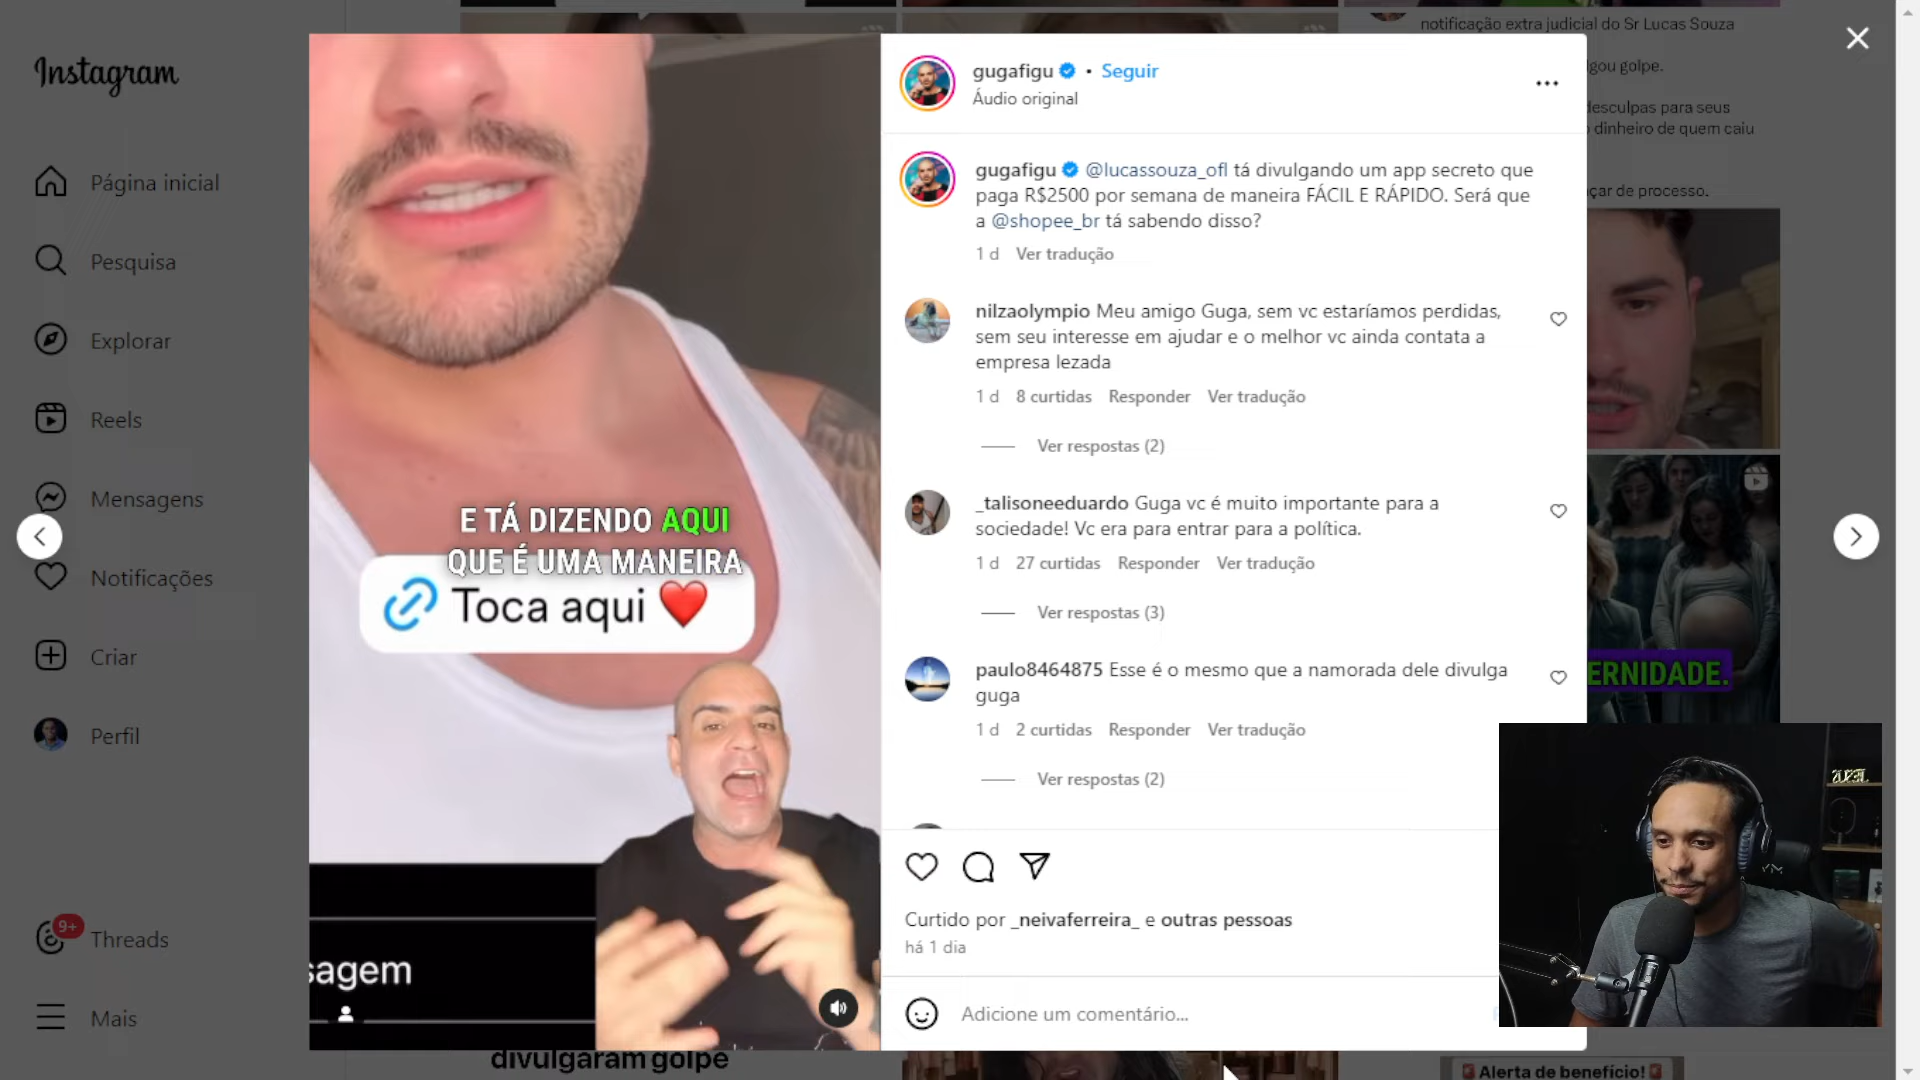 Instagram
Página inicial
Pesquisa
Explorar
Reels
Mensagens
Notificações
Criar
Perfil
9+
Threads
Mais
E TÁ DIZENDO AQUI
QUE É UMA MANEIRA
Toca aqui ❤️
sagem
gugafigu • Seguir
Áudio original
gugafigu @lucassouza_ofl tá divulgando um app secreto que
paga R$2500 por semana de maneira FÁCIL E RÁPIDO. Será que
a @shopee_br tá sabendo disso?
1 d Ver tradução
nilzaolympio Meu amigo Guga, sem vc estaríamos perdidas,
sem seu interesse em ajudar e o melhor vc ainda contata a
empresa lezada
1 d 8 curtidas Responder Ver tradução
Ver respostas (2)
_talisoneeduardo Guga vc é muito importante para a
sociedade! Vc era para entrar para a política.
1 d 27 curtidas Responder Ver tradução
Ver respostas (3)
paulo8464875 Esse é o mesmo que a namorada dele divulga
guga
1 d 2 curtidas Responder Ver tradução
Ver respostas (2)
Curtido por _neivaferreira_ e outras pessoas
há 1 dia
Adicione um comentário...
notificação extra judicial do Sr Lucas Souza
lgou golpe.
desculpas para seus
dinheiro de quem caiu
çar de processo.
ERNIDADE.
divulgaram golpe
Alerta de benefício!